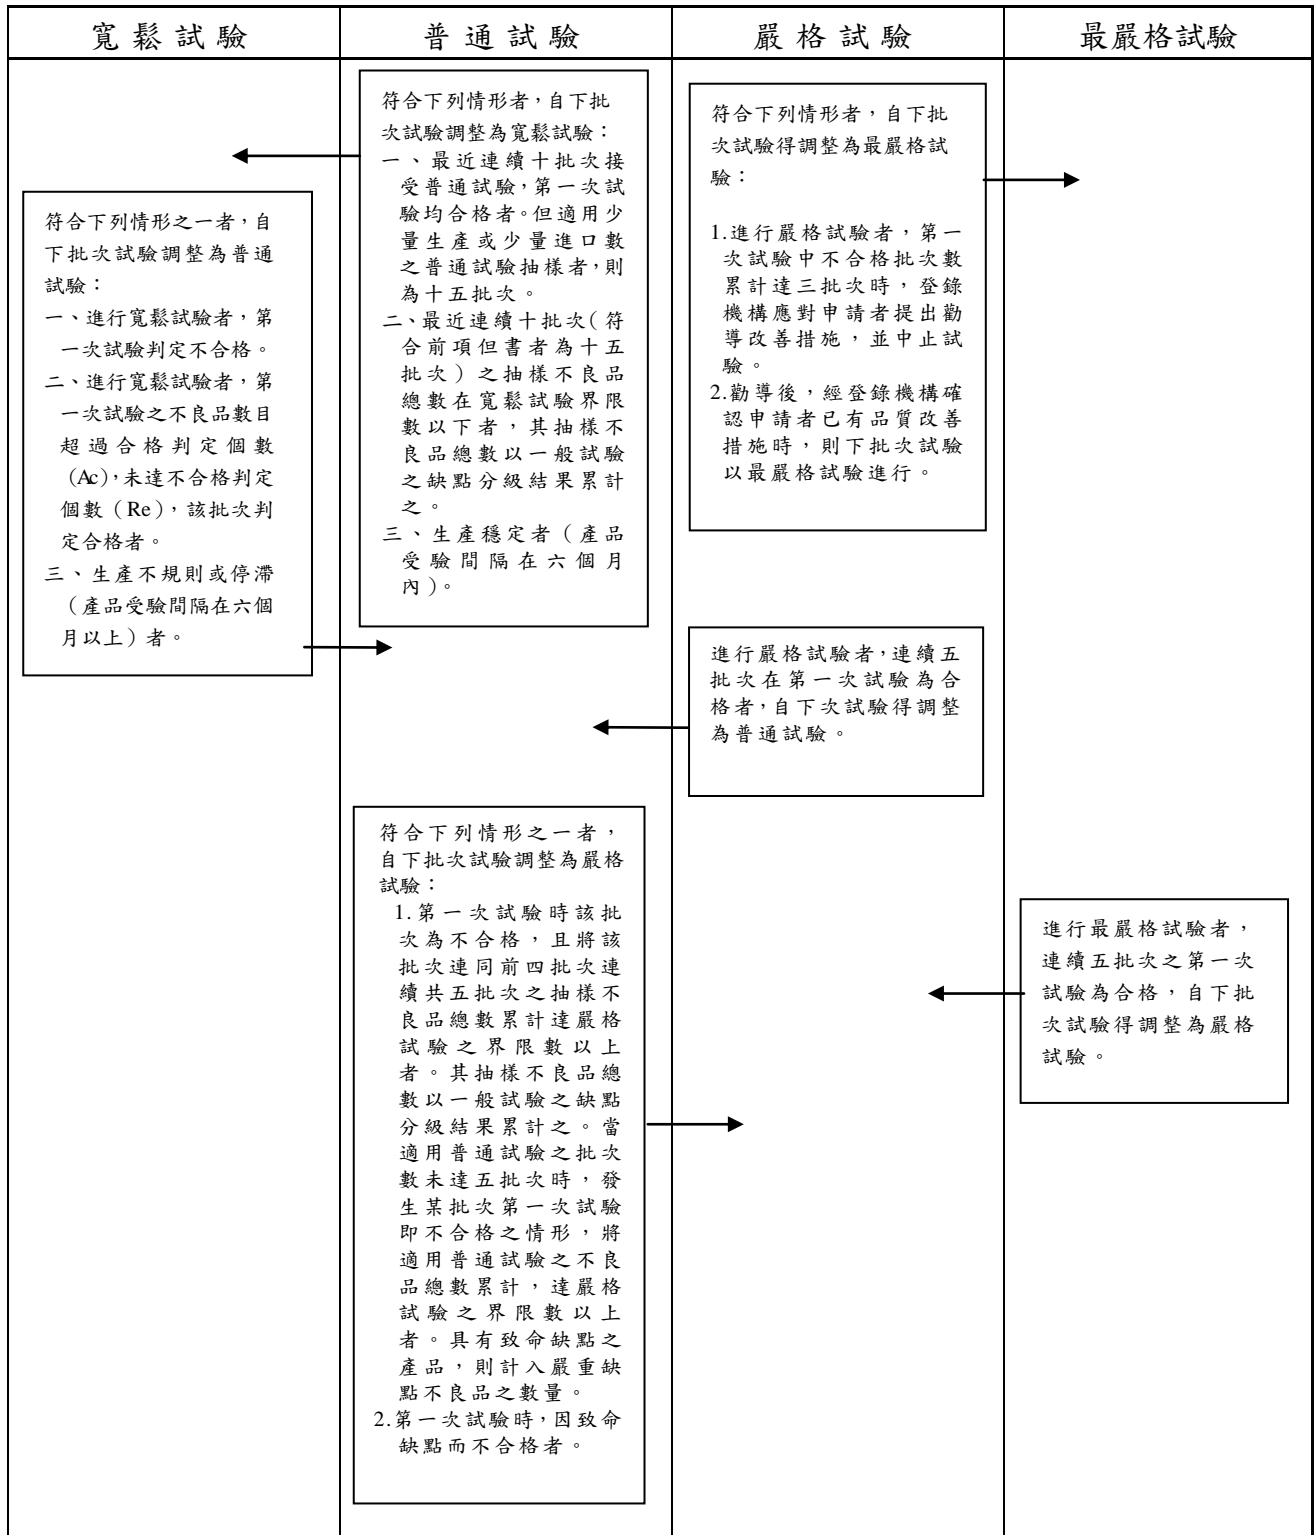 寬鬆試驗
普通試驗
嚴格試驗
最嚴格試驗
符合下列情形之一者，自
下批次試驗調整為普通
試驗：
一、進行寬鬆試驗者，第
一次試驗判定不合格。
二、進行寬鬆試驗者，第
一次試驗之不良品數目
超過合格判定個數
（Ac），未達不合格判定
個數（Re），該批次判
定合格者。
三、生產不規則或停滯
（產品受驗間隔在六個
月以上）者。
符合下列情形者，自下批
次試驗調整為寬鬆試驗：
一、最近連續十批次接
受普通試驗，第一次試
驗均合格者。但適用少
量生產或少量進口數
之普通試驗抽樣者，則
為十五批次。
二、最近連續十批次（符
合前項但書者為十五
批次）之抽樣不良品
總數在寬鬆試驗界限
數以下者，其抽樣不
良品總數以一般試驗
之缺點分級結果累計
之。
三、生產穩定者（產品
受驗間隔在六個月
內）。
符合下列情形之一者，
自下批次試驗調整為嚴格
試驗：
1.第一次試驗時該批
次為不合格，且將該
批次連同前四批次連
續共五批次之抽樣不
良品總數累計達嚴格
試驗之界限數以上
者。其抽樣不良品總
數以一般試驗之缺點
分級結果累計之。當
適用普通試驗之批次
數未達五批次時，發
生某批次第一次試驗
即不合格之情形，將
適用普通試驗之不良
品總數累計，達嚴格
試驗之界限數以上
者。具有致命缺點之
產品，則計入嚴重缺
點不良品之數量。
2.第一次試驗時，因致命
缺點而不合格者。
符合下列情形者，自下批
次試驗得調整為最嚴格試
驗：
1.進行嚴格試驗者，第一
次試驗中不合格批次數
累計達三批次時，登錄
機構應對申請者提出勸
導改善措施，並中止試
驗。
2.勸導後，經登錄機構確
認申請者已有品質改善
措施時，則下批次試驗
以最嚴格試驗進行。
進行嚴格試驗者，連續五
批次在第一次試驗為合
格者，自下次試驗得調整
為普通試驗。
進行最嚴格試驗者，
連續五批次之第一次
試驗為合格，自下批
次試驗得調整為嚴格
試驗。